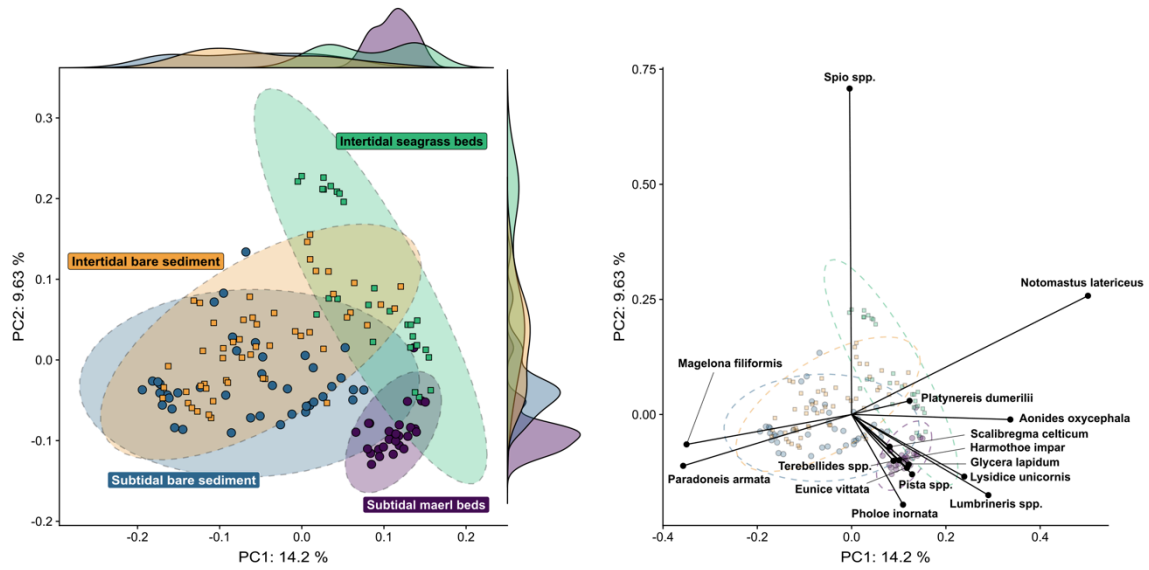 Intertidal seagrass beds
Intertidal bare sediment
Subtidal bare sediment
Subtidal maerl beds
0.3
0.2
0.1
0.0
-0.1
-0.2
PC2: 9.63 %
-0.2
-0.1
0.0
0.1
0.2
PC1: 14.2 %
0.75
0.50
0.25
0.00
PC2: 9.63 %
Spio spp.
Notomastus latericeus
Magelona filiformis
Platynereis dumerilii
Aonides oxycephala
Scalibregma celticum
Harmothoe impar
Terebellides spp.
Glycera lapidum
Paradoneis armata
Lysidice unicornis
Eunice vittata
Pista spp.
Lumbrineris spp.
Pholoe inornata
-0.4
-0.2
0.0
0.2
0.4
PC1: 14.2 %